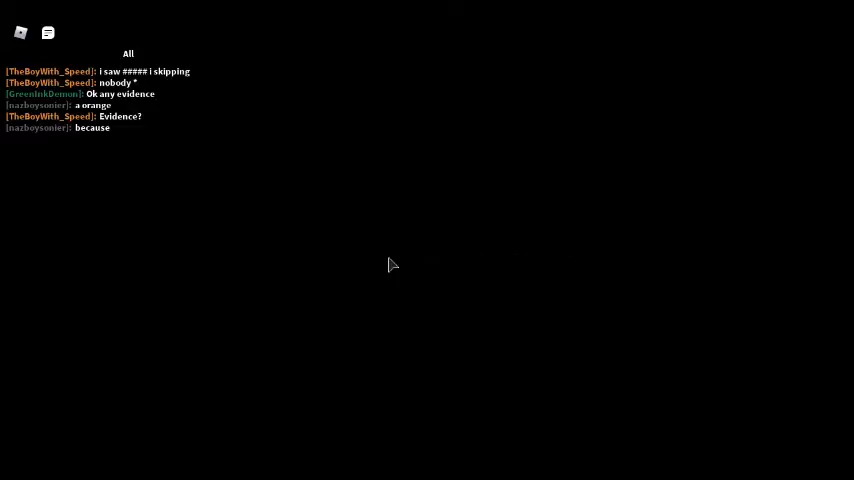 All
[TheBoyWith_Speed]: i saw ##### i skipping
[TheBoyWith_Speed]: nobody *
[GreenInkDemon]: Ok any evidence
[nazboysonier]: a orange
[TheBoyWith_Speed]: Evidence?
[nazboysonier]: because